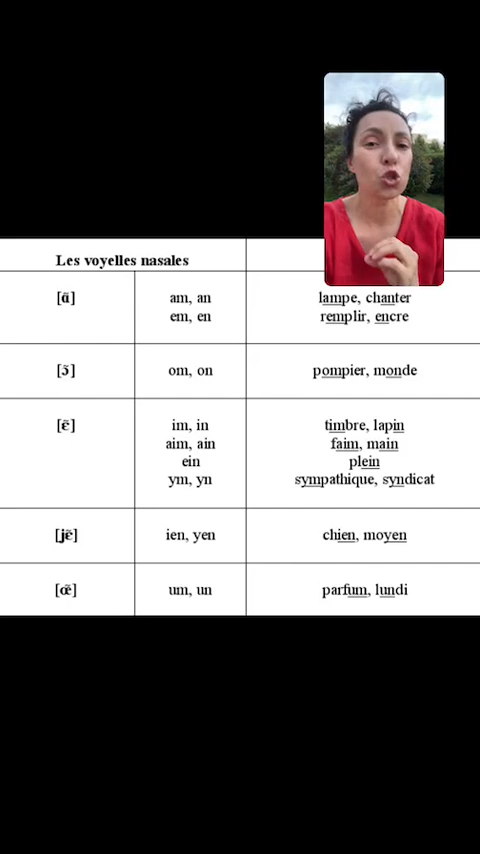 Les voyelles nasales
[ɑ̃] am, an lampe, chanter
em, en remplir, encre
[ɔ̃] om, on pompier, monde
[ɛ̃] im, in timbre, lapin
aim, ain faim, main
ein plein
ym, yn sympathique, syndicat
[jɛ̃] ien, yen chien, moyen
[œ̃] um, un parfum, lundi